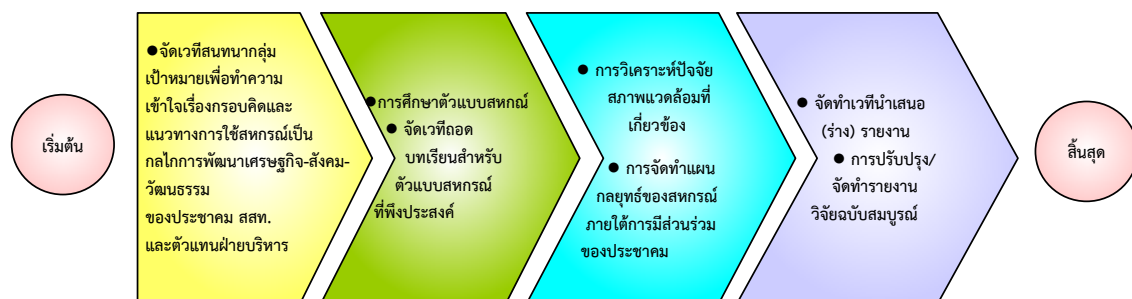 เริ่มต้น
●จัดเวทีสนทนากลุ่ม
เป้าหมายเพื่อทำความ
เข้าใจเรื่องกรอบคิดและ
แนวทางการใช้สหกรณ์เป็น
กลไกการพัฒนาเศรษฐกิจ-สังคม-
วัฒนธรรม
ของประชาคม สสท.
และตัวแทนฝ่ายบริหาร
●การศึกษาตัวแบบสหกณ์
● จัดเวทีถอด
บทเรียนสำหรับ
ตัวแบบสหกรณ์
ที่พึงประสงค์
● การวิเคราะห์ปัจจัย
สภาพแวดล้อมที่
เกี่ยวข้อง
● การจัดทำแผน
กลยุทธ์ของสหกรณ์
ภายใต้การมีส่วนร่วม
ของประชาคม
● จัดทำเวทีนำเสนอ
(ร่าง) รายงาน
● การปรับปรุง/
จัดทำรายงาน
วิจัยฉบับสมบูรณ์
สิ้นสุด